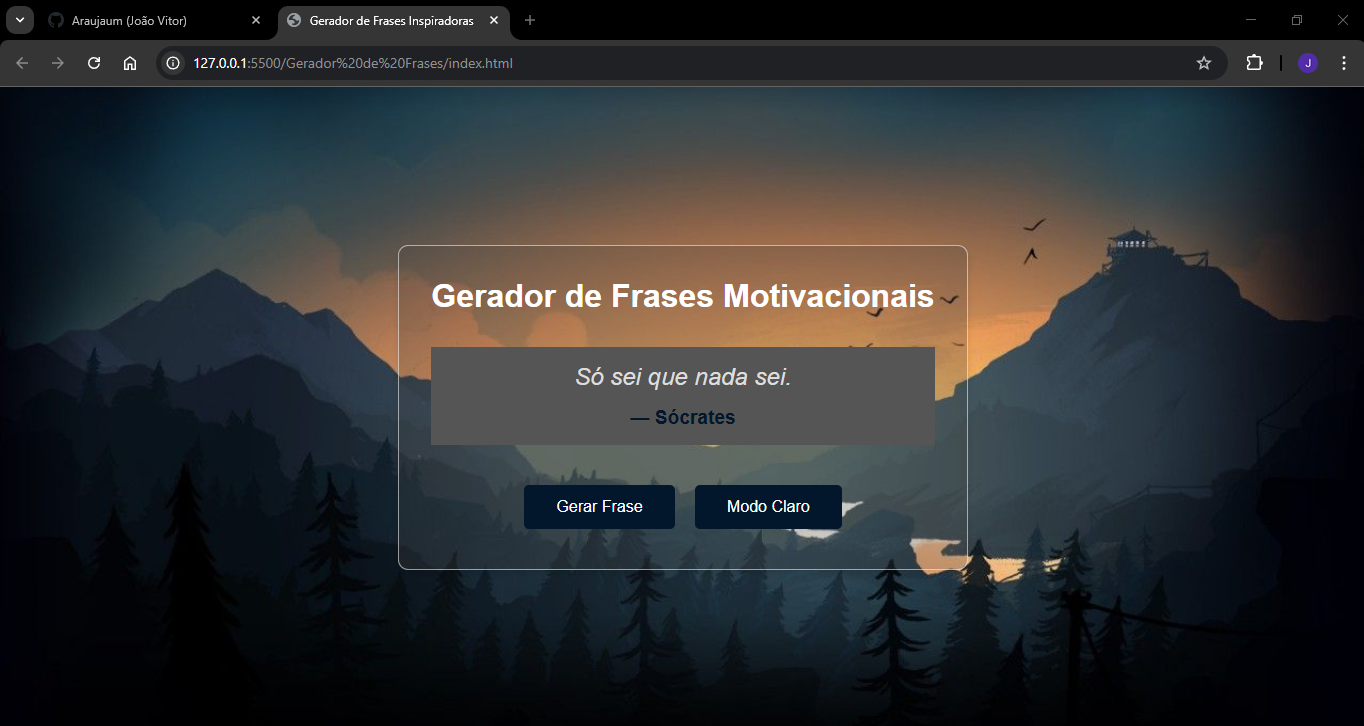 Araujaum (João Vitor)
Gerador de Frases Inspiradoras
127.0.0.1:5500/Gerador%20de%20Frases/index.html
J
Gerador de Frases Motivacionais
Só sei que nada sei.
— Sócrates
Gerar Frase
Modo Claro